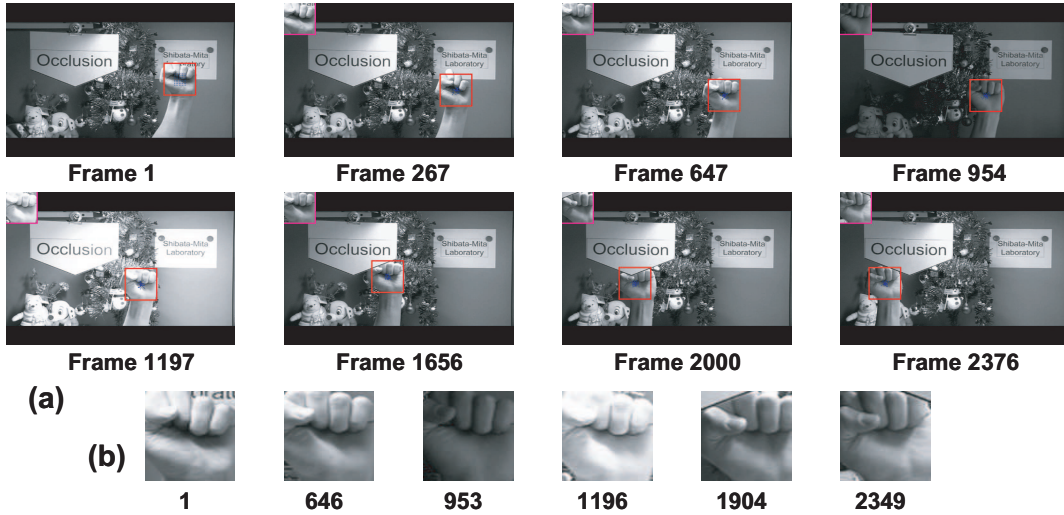 Occlusion
Shibata-Mita
Laboratory
Occlusion
Shibata-Mita
Laboratory
Occlusion
Shibata-Mita
Laboratory
Occlusion
Shibata-Mita
Laboratory
Frame 1
Frame 267
Frame 647
Frame 954
Occlusion
Shibata-Mita
Laboratory
Occlusion
Shibata-Mita
Laboratory
Occlusion
Shibata-Mita
Laboratory
Occlusion
Shibata-Mita
Laboratory
Frame 1197
Frame 1656
Frame 2000
Frame 2376
(a)
(b)
1
646
953
1196
1904
2349